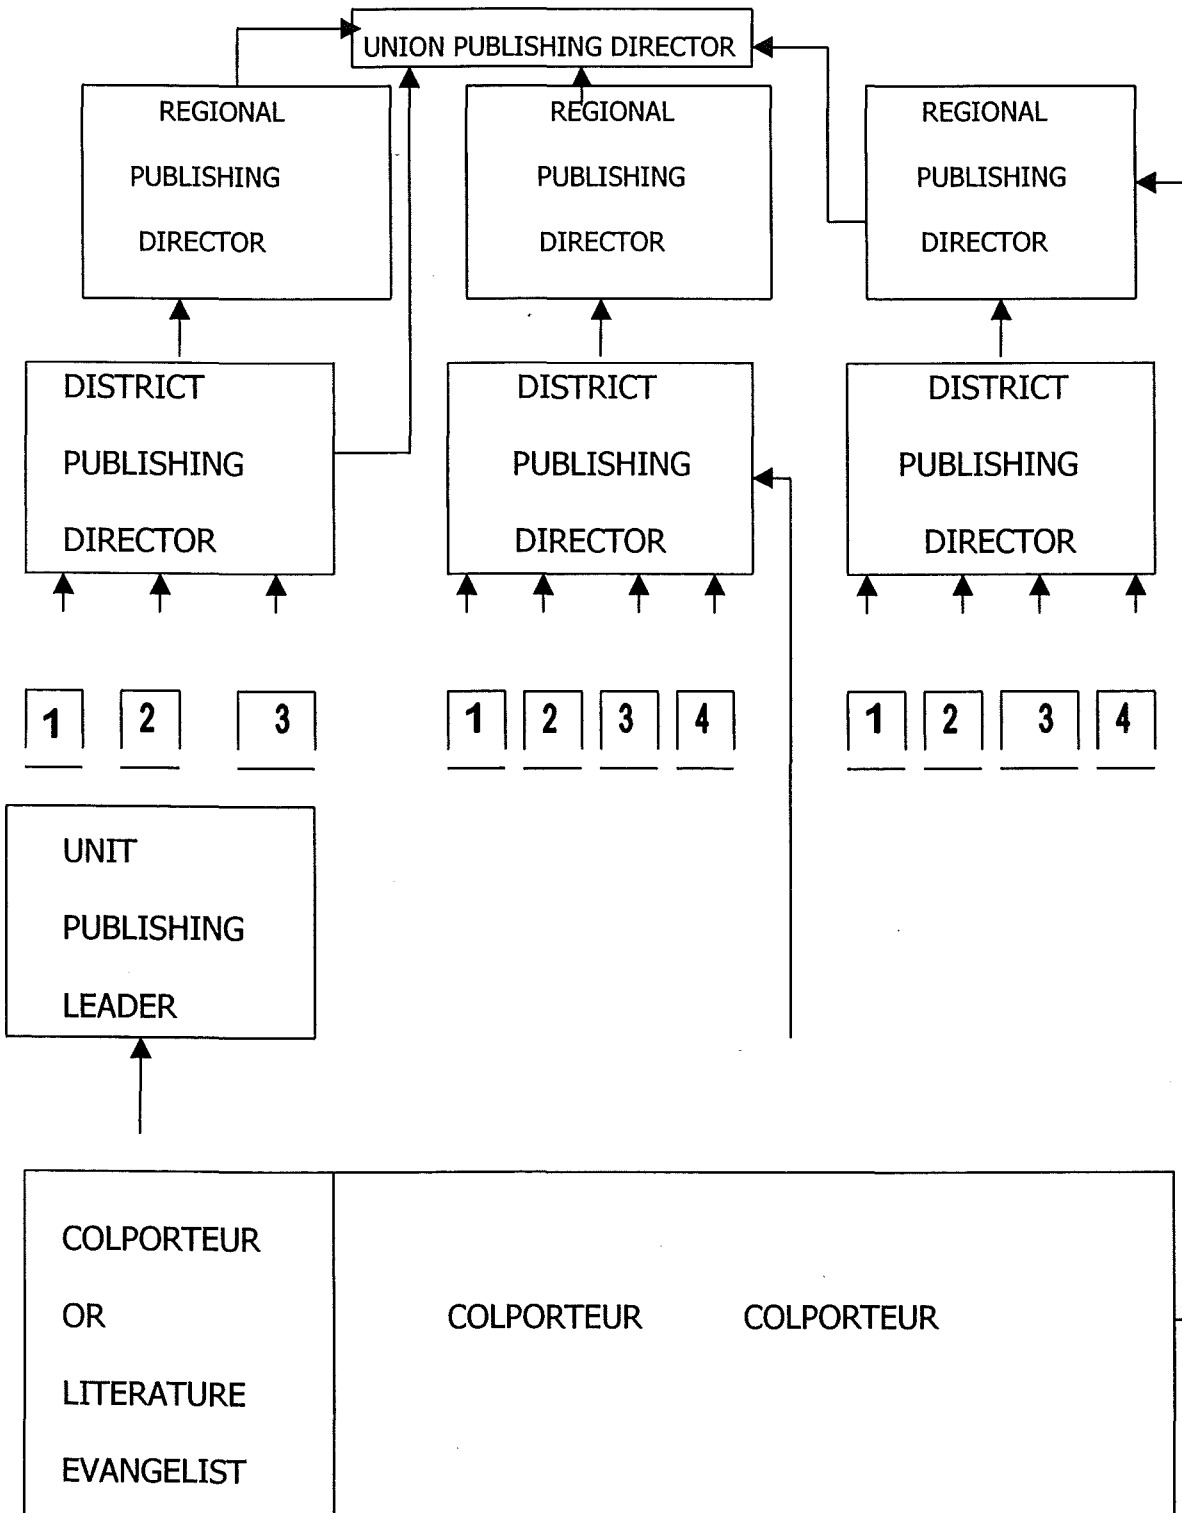 UNION PUBLISHING DIRECTOR
REGIONAL
PUBLISHING
DIRECTOR
REGIONAL
PUBLISHING
DIRECTOR
REGIONAL
PUBLISHING
DIRECTOR
DISTRICT
PUBLISHING
DIRECTOR
DISTRICT
PUBLISHING
DIRECTOR
DISTRICT
PUBLISHING
DIRECTOR
1 2 3
1 2 3 4
1 2 3 4
UNIT
PUBLISHING
LEADER
COLPORTEUR
OR
LITERATURE
EVANGELIST
COLPORTEUR
COLPORTEUR